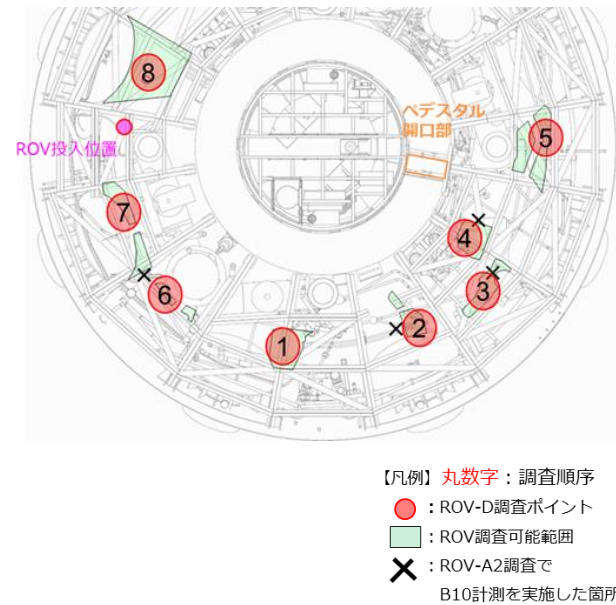 8
ペデスタル
開口部
5
ROV投入位置
7
4
3
6
2
1
【凡例】丸数字：調査順序
：ROV-D調査ポイント
：ROV調査可能範囲
：ROV-A2調査で
B10計測を実施した箇所